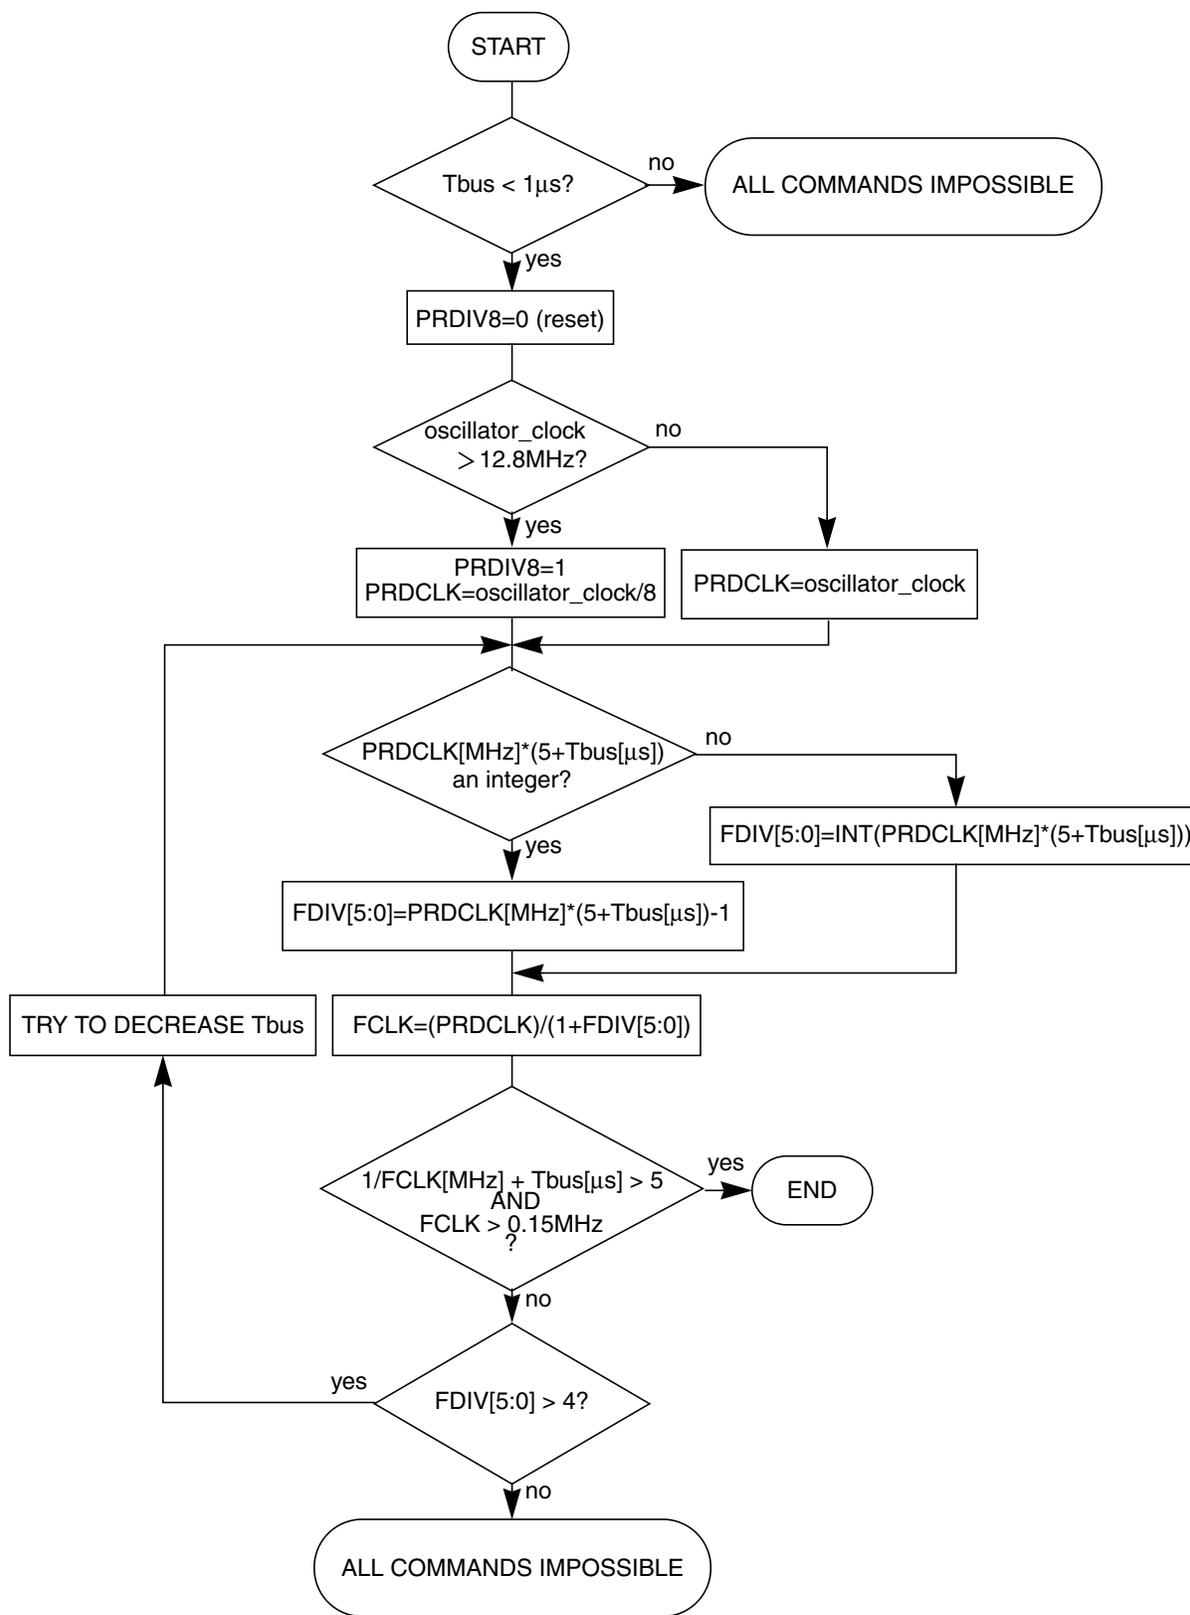 START
Tbus < 1μs?
no
ALL COMMANDS IMPOSSIBLE
yes
PRDIV8=0 (reset)
oscillator_clock
> 12.8MHz?
no
yes
PRDIV8=1
PRDCLK=oscillator_clock/8
PRDCLK=oscillator_clock
PRDCLK[MHz]*(5+Tbus[μs])
an integer?
no
yes
FDIV[5:0]=INT(PRDCLK[MHz]*(5+Tbus[μs]))
FDIV[5:0]=PRDCLK[MHz]*(5+Tbus[μs])-1
TRY TO DECREASE Tbus
FCLK=(PRDCLK)/(1+FDIV[5:0])
1/FCLK[MHz] + Tbus[μs] > 5
AND
FCLK > 0.15MHz
?
yes
END
no
yes
FDIV[5:0] > 4?
no
ALL COMMANDS IMPOSSIBLE